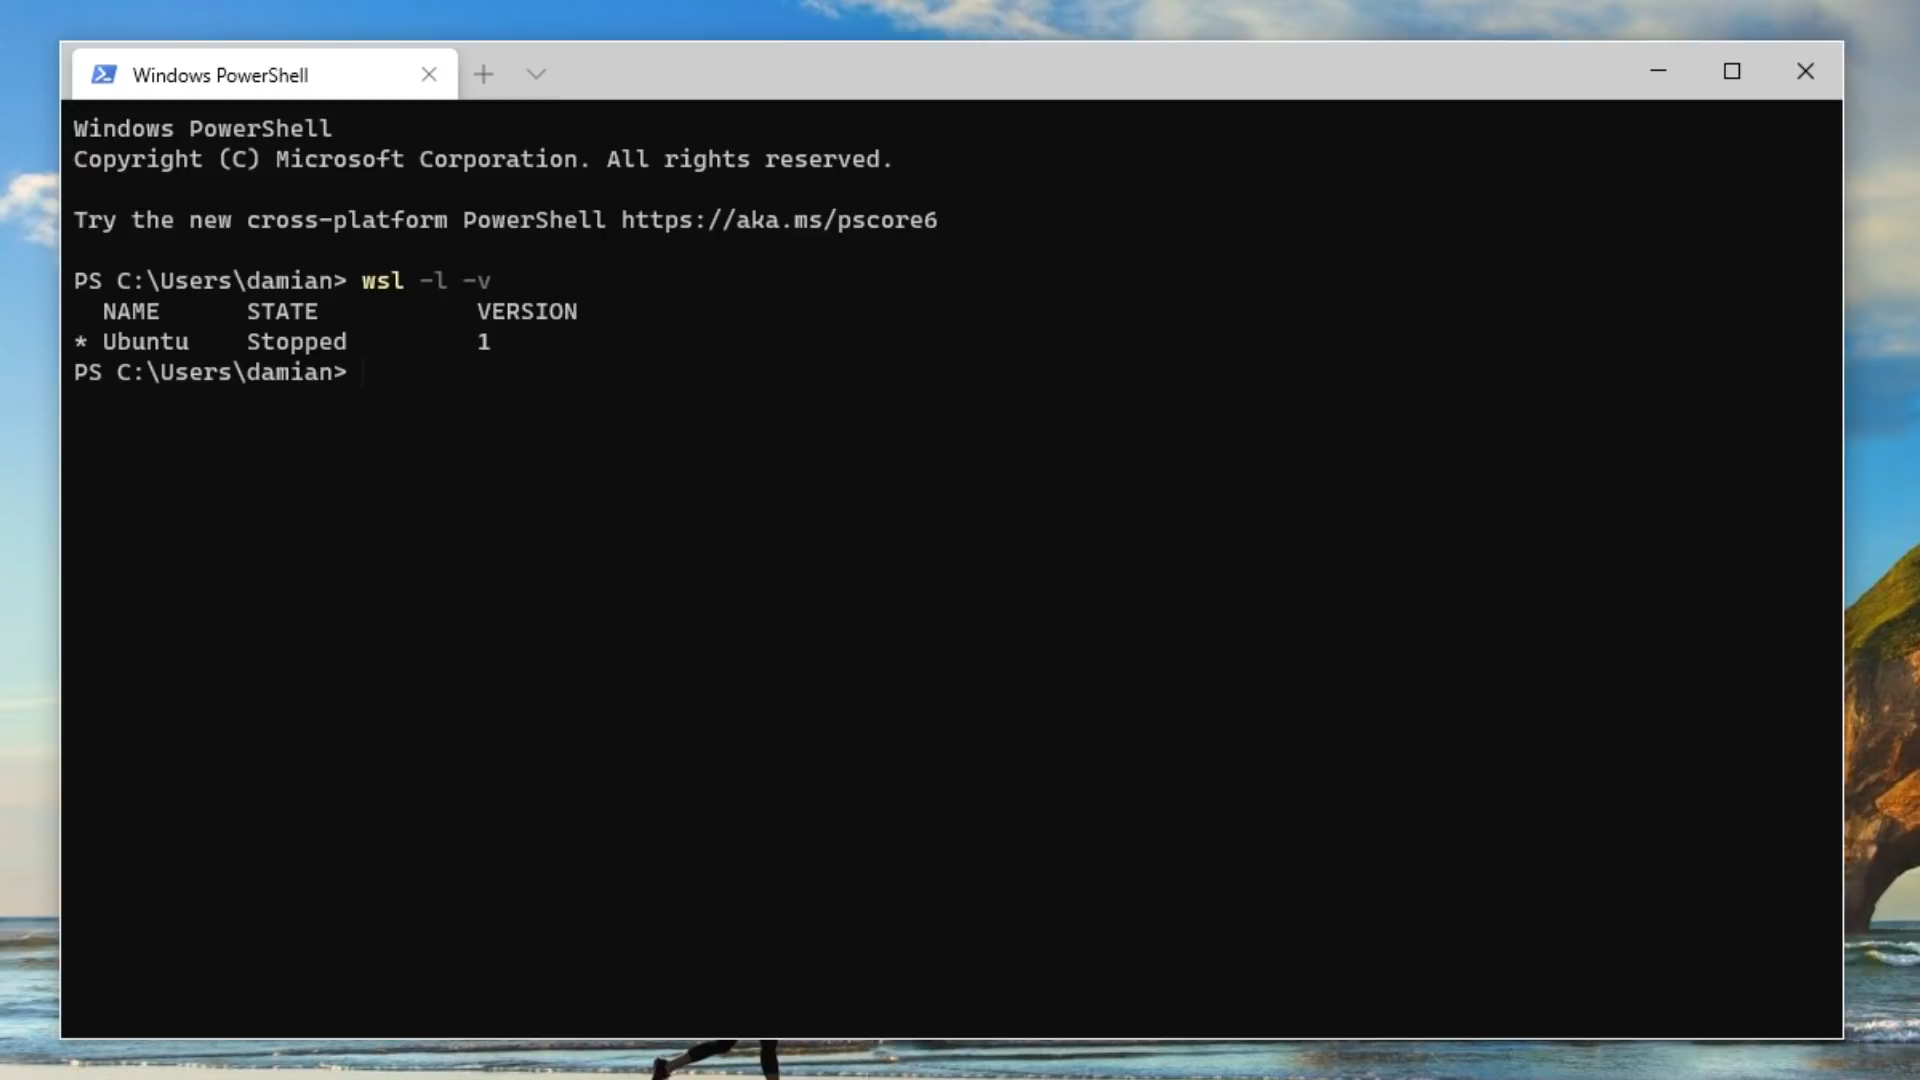 Windows PowerShell
Windows PowerShell
Copyright (C) Microsoft Corporation. All rights reserved.
Try the new cross-platform PowerShell https://aka.ms/pscore6
PS C:\Users\damian> wsl -l -v
  NAME      STATE           VERSION
* Ubuntu    Stopped         1
PS C:\Users\damian>